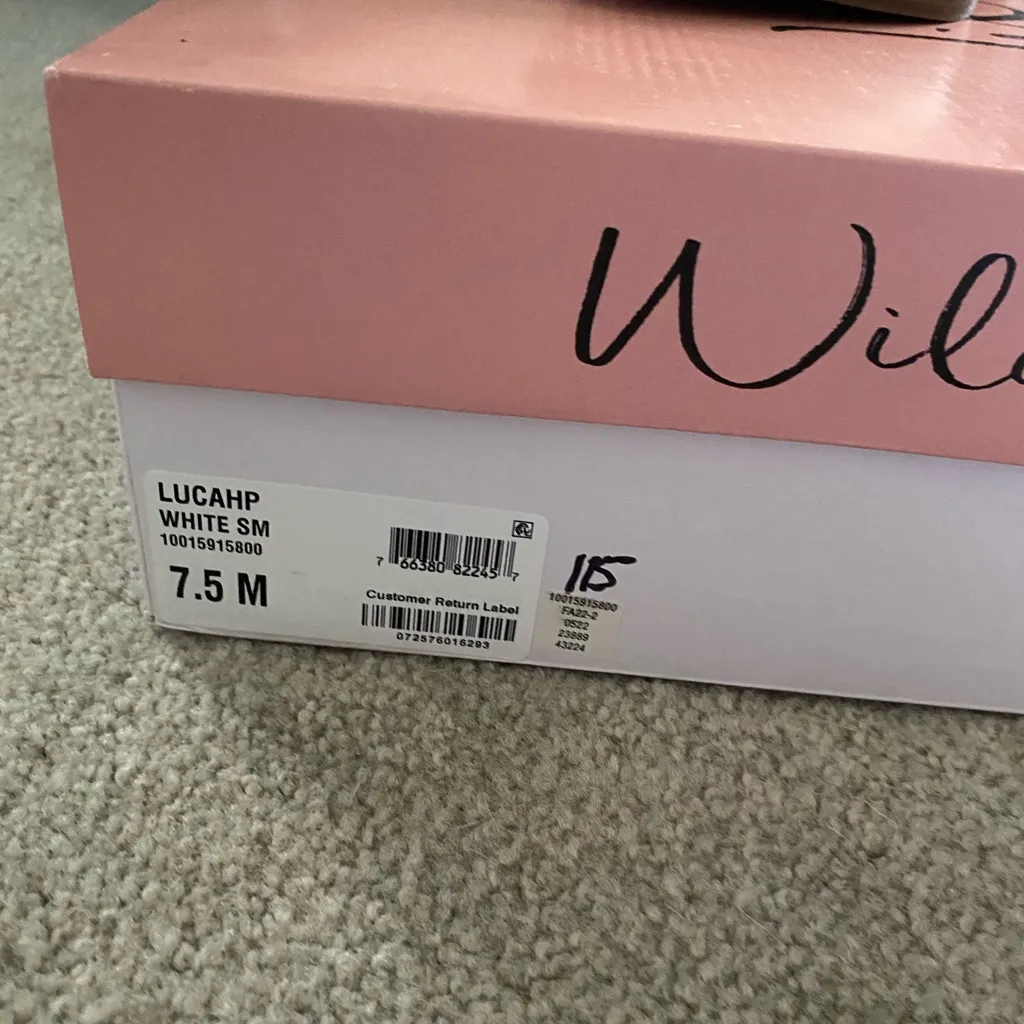 Wil
LUCAHP
WHITE SM
10015915800
7.5 M
7 66380 82245 7
Customer Return Label
072576016293
115
10015915800
FA22-2
0522
23889
43224